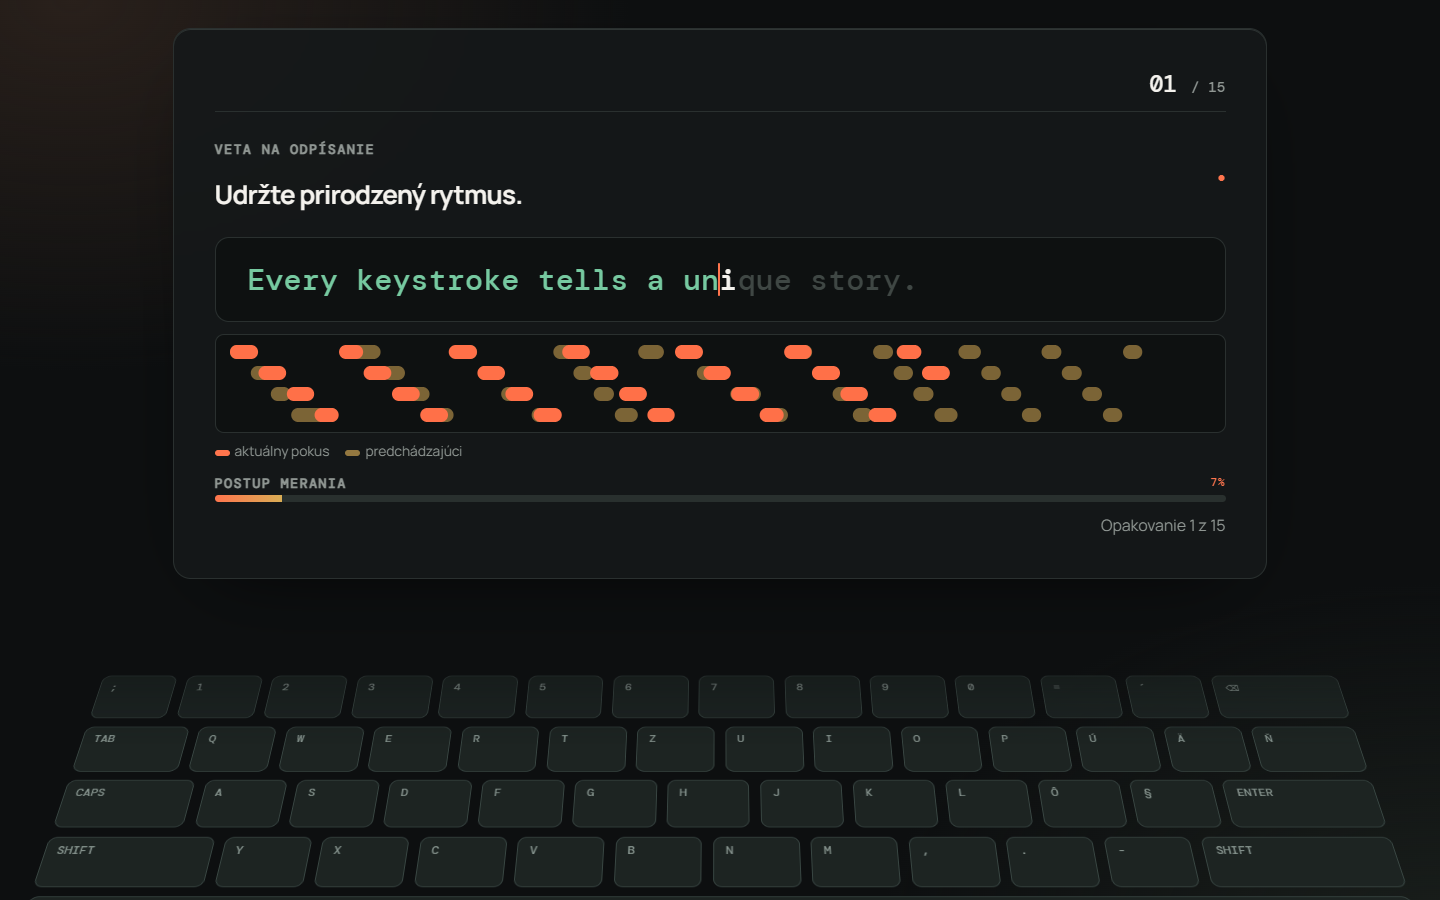 01 / 15
VETA NA ODPÍSANIE
Udržte prirodzený rytmus.
Every keystroke tells a unique story.
aktuálny pokus predchádzajúci
POSTUP MERANIA 7%
Opakovanie 1 z 15
; 1 2 3 4 5 6 7 8 9 0 = ´ ⌫
TAB Q W E R T Z U I O P Ú Ä Ň
CAPS A S D F G H J K L Ô § ENTER
SHIFT Y X C V B N M , . - SHIFT